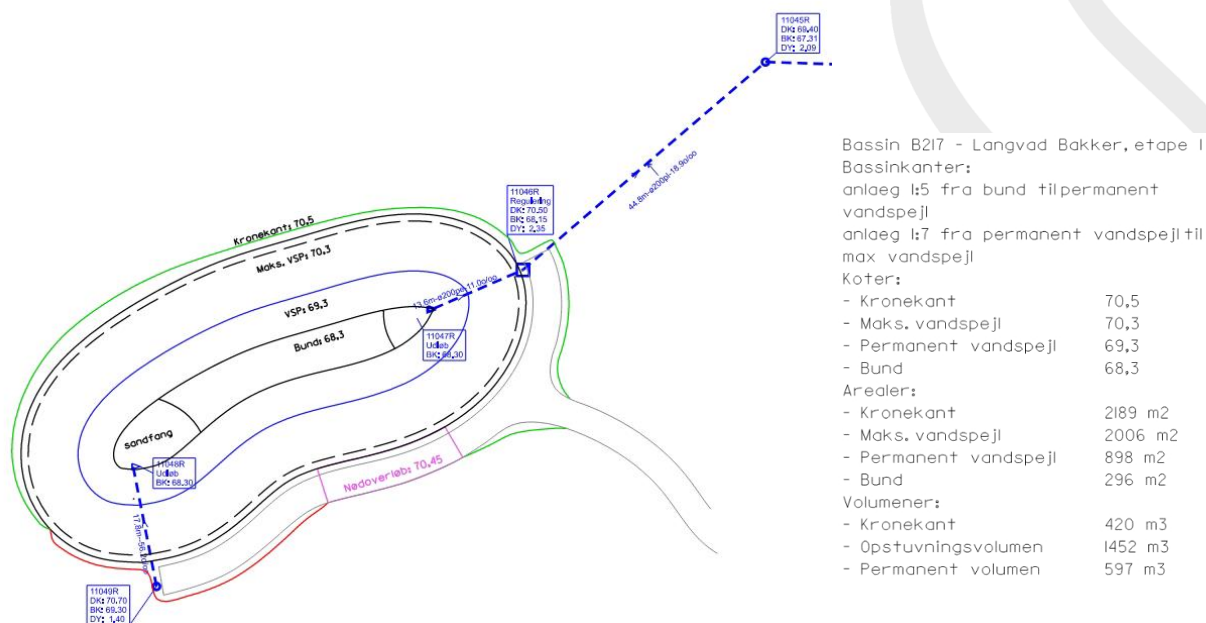 11045R
DK: 69.40
BK: 67.31
DY: 2.09
44.8m-ø200pl-18.9o/oo
11046R
Regulering
DK: 70.50
BK: 68.15
DY: 2.35
Kronekant: 70,5
Maks. VSP: 70,3
VSP: 69,3
13.6m-ø200pe-11.0o/oo
Bund: 68,3
11047R
Udløb
BK: 68.30
sandfang
11048R
Udløb
BK: 68.30
Nødoverløb: 70,45
11049R
DK: 70.70
BK: 69.30
DY: 1.40
Bassin B217 - Langvad Bakker, etape 1
Bassinkanter:
anlaeg 1:5 fra bund til permanent
vandspejl
anlaeg 1:7 fra permanent vandspejl til
max vandspejl
Koter:
- Kronekant 70,5
- Maks. vandspejl 70,3
- Permanent vandspejl 69,3
- Bund 68,3
Arealer:
- Kronekant 2189 m2
- Maks. vandspejl 2006 m2
- Permanent vandspejl 898 m2
- Bund 296 m2
Volumener:
- Kronekant 420 m3
- Opstuvningsvolumen 1452 m3
- Permanent volumen 597 m3